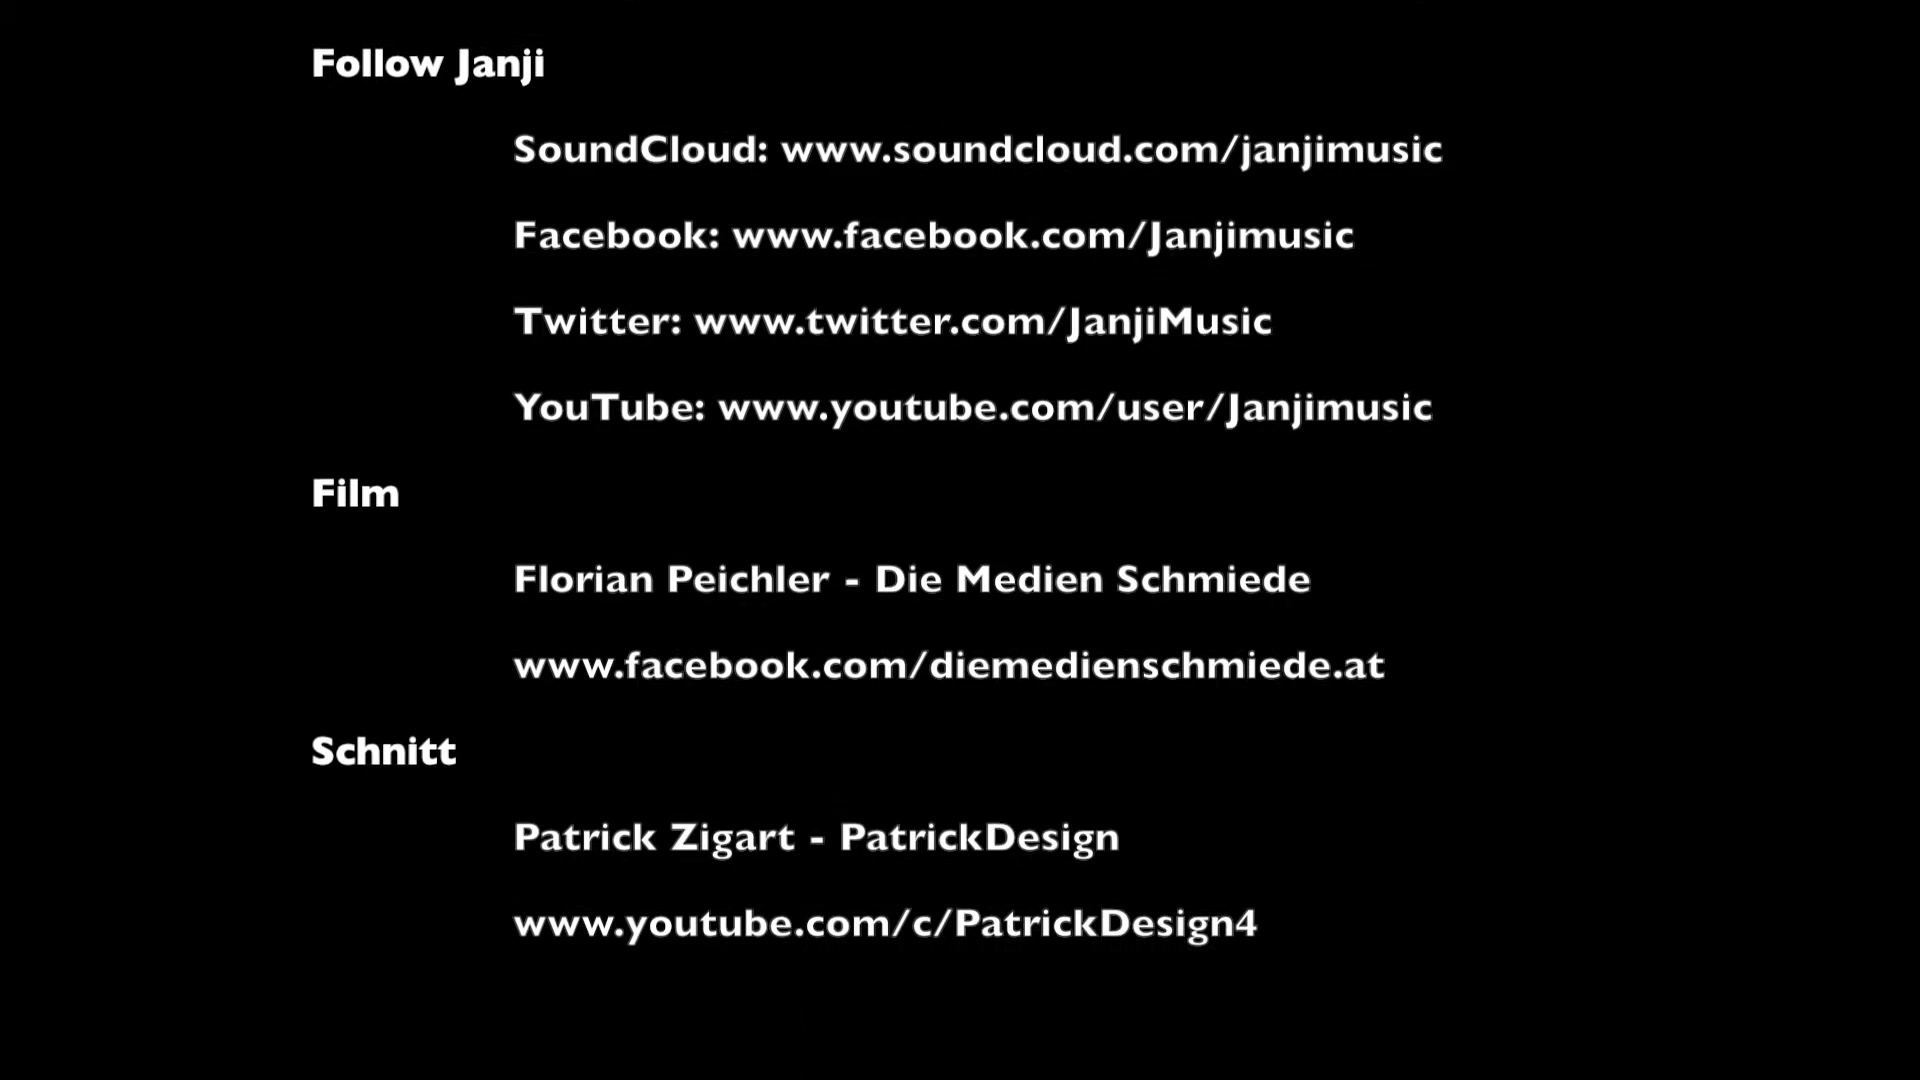 Follow Janji
SoundCloud: www.soundcloud.com/janjimusic
Facebook: www.facebook.com/Janjimusic
Twitter: www.twitter.com/JanjiMusic
YouTube: www.youtube.com/user/Janjimusic
Film
Florian Peichler - Die Medien Schmiede
www.facebook.com/diemedienschmiede.at
Schnitt
Patrick Zigart - PatrickDesign
www.youtube.com/c/PatrickDesign4